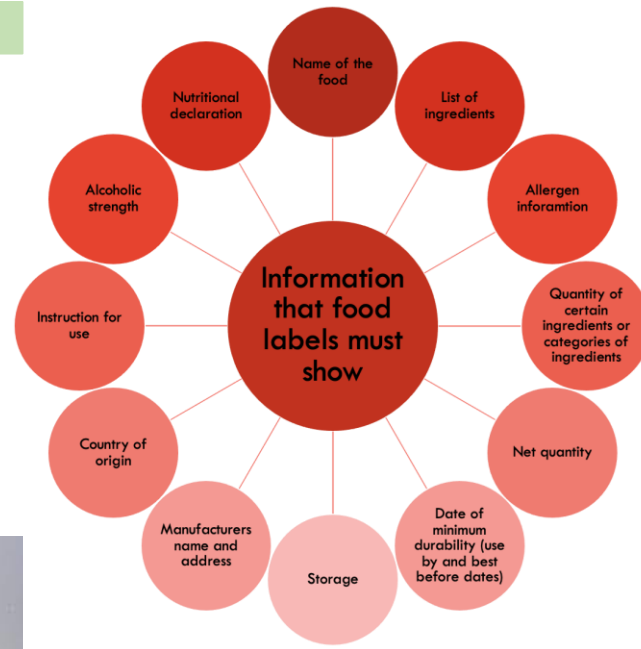 Information
that food
labels must
show
Name of the
food
List of
ingredients
Allergen
inforamtion
Quantity of
certain
ingredients or
categories of
ingredients
Net quantity
Date of
minimum
durability (use
by and best
before dates)
Storage
Manufacturers
name and
address
Country of
origin
Instruction for
use
Alcoholic
strength
Nutritional
declaration